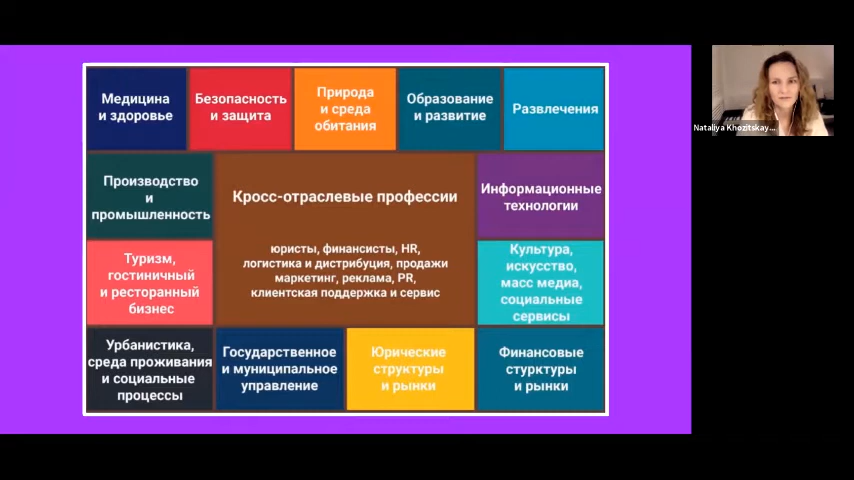 Медицина
и здоровье
Безопасность
и защита
Природа
и среда
обитания
Образование
и развитие
Развлечения
Производство
и
промышленность
Кросс-отраслевые профессии
юристы, финансисты, HR,
логистика и дистрибуция, продажи
маркетинг, реклама, PR,
клиентская поддержка и сервис
Информационные
технологии
Туризм,
гостиничный
и ресторанный
бизнес
Культура,
искусство,
масс медиа,
социальные
сервисы
Урбанистика,
среда проживания
и социальные
процессы
Государственное
и муниципальное
управление
Юрические
структуры
и рынки
Финансовые
стурктуры
и рынки
Nataliya Khozitskay...